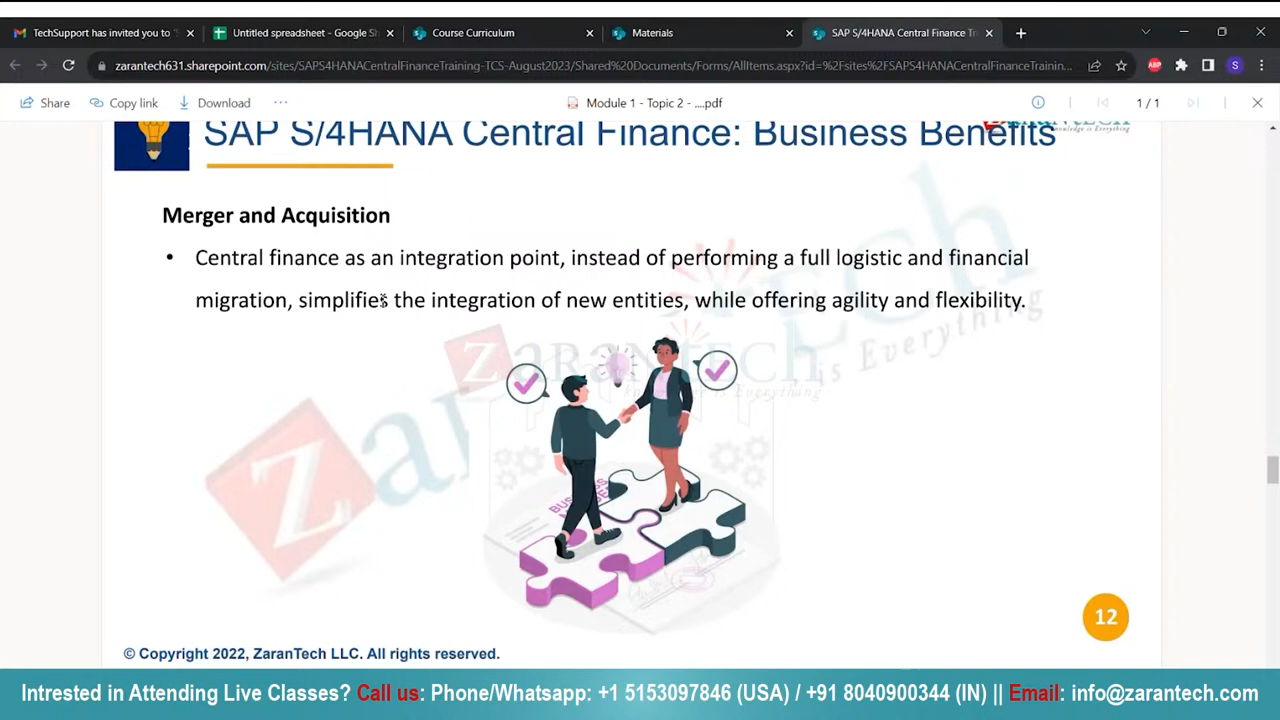 TechSupport has invited you to "S
Untitled spreadsheet - Google Sh
Course Curriculum
Materials
SAP S/4HANA Central Finance Tr
zarantech631.sharepoint.com/sites/SAPS4HANACentralFinanceTraining-TCS-August2023/Shared%20Documents/Forms/AllItems.aspx?id=%2Fsites%2FSAPS4HANACentralFinanceTrainin...
ABP
S
Share
Copy link
Download
Module 1 - Topic 2 - ....pdf
1 / 1
SAP S/4HANA Central Finance: Business Benefits
Merger and Acquisition
• Central finance as an integration point, instead of performing a full logistic and financial
migration, simplifies the integration of new entities, while offering agility and flexibility.
ZaranTech
is Everything
BUSINESS
12
© Copyright 2022, ZaranTech LLC. All rights reserved.
Intrested in Attending Live Classes? Call us: Phone/Whatsapp: +1 5153097846 (USA) / +91 8040900344 (IN) || Email: info@zarantech.com